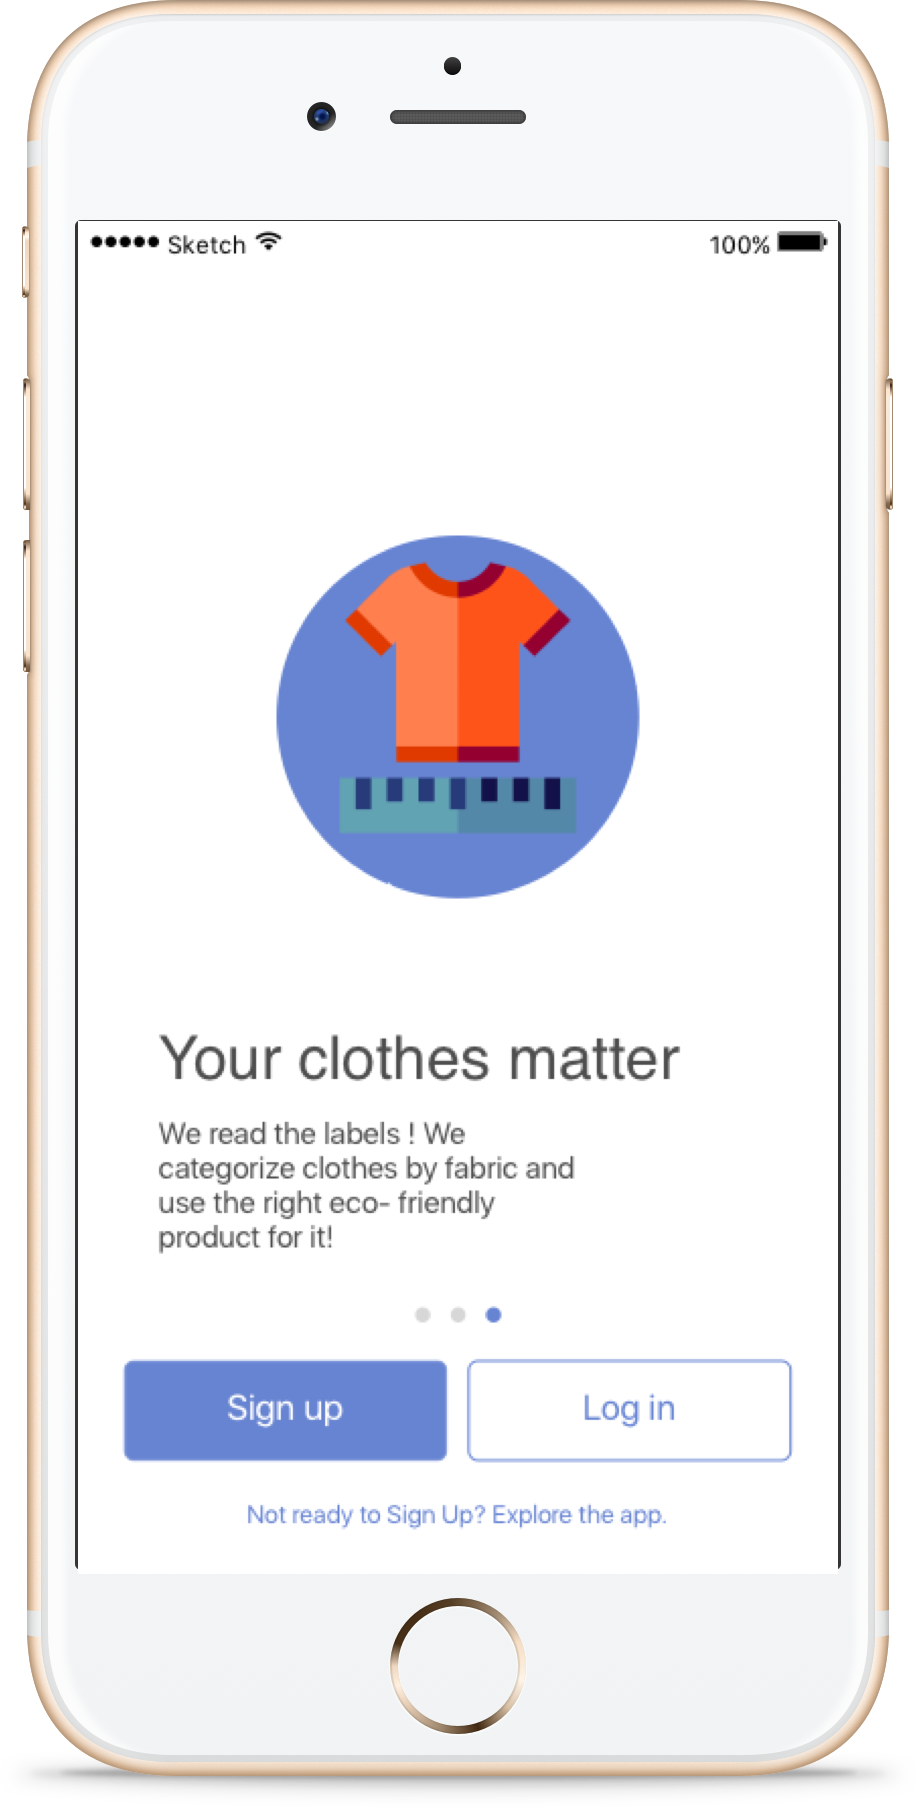 Sketch 100%
Your clothes matter
We read the labels ! We
categorize clothes by fabric and
use the right eco- friendly
product for it!
Sign up Log in
Not ready to Sign Up? Explore the app.